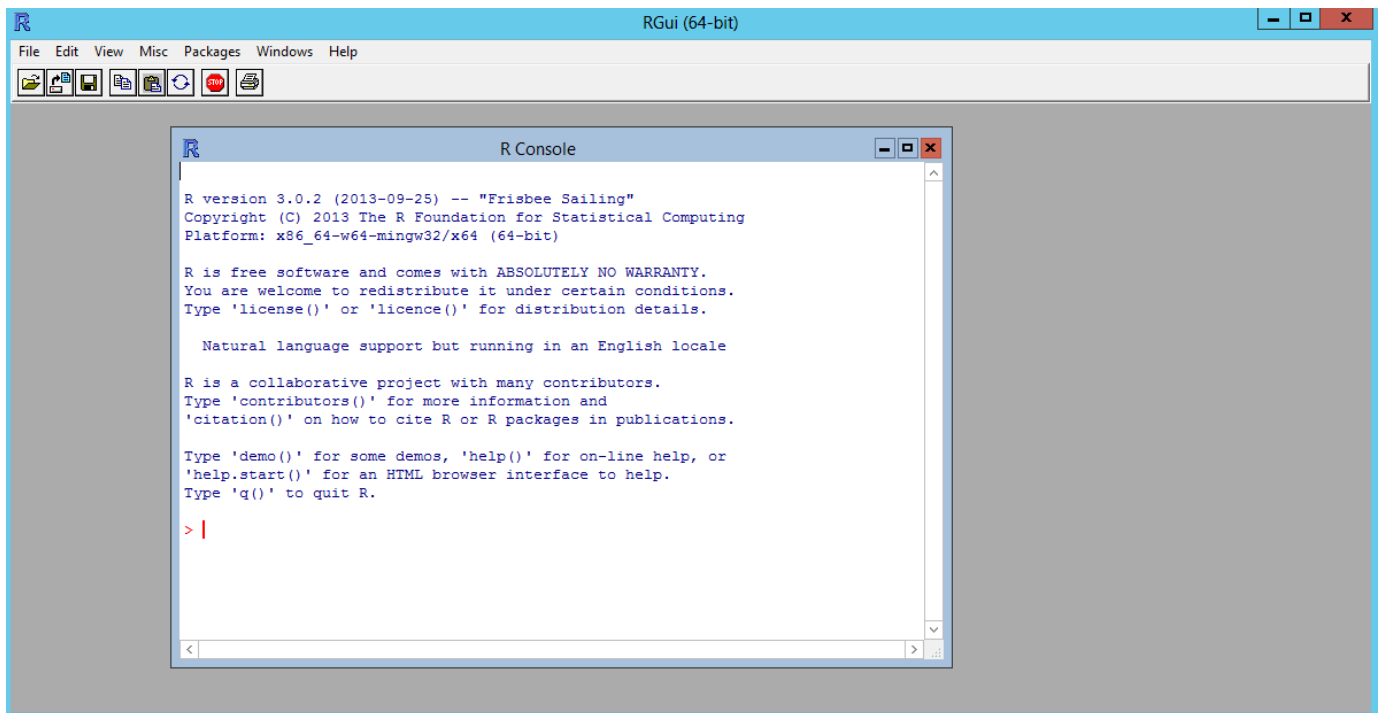 RGui (64-bit)
File Edit View Misc Packages Windows Help
STOP
R Console
R version 3.0.2 (2013-09-25) -- "Frisbee Sailing"
Copyright (C) 2013 The R Foundation for Statistical Computing
Platform: x86_64-w64-mingw32/x64 (64-bit)
R is free software and comes with ABSOLUTELY NO WARRANTY.
You are welcome to redistribute it under certain conditions.
Type 'license()' or 'licence()' for distribution details.
Natural language support but running in an English locale
R is a collaborative project with many contributors.
Type 'contributors()' for more information and
'citation()' on how to cite R or R packages in publications.
Type 'demo()' for some demos, 'help()' for on-line help, or
'help.start()' for an HTML browser interface to help.
Type 'q()' to quit R.
>